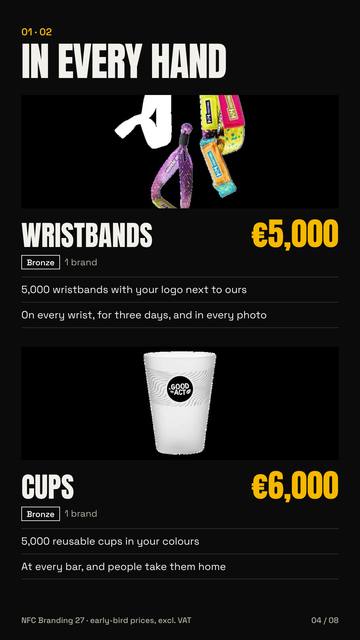 01 · 02
IN EVERY HAND
WRISTBANDS
€5,000
Bronze 1 brand
5,000 wristbands with your logo next to ours
On every wrist, for three days, and in every photo
GOOD
ACT
CUPS
€6,000
Bronze 1 brand
5,000 reusable cups in your colours
At every bar, and people take them home
NFC Branding 27 · early-bird prices, excl. VAT
04 / 08